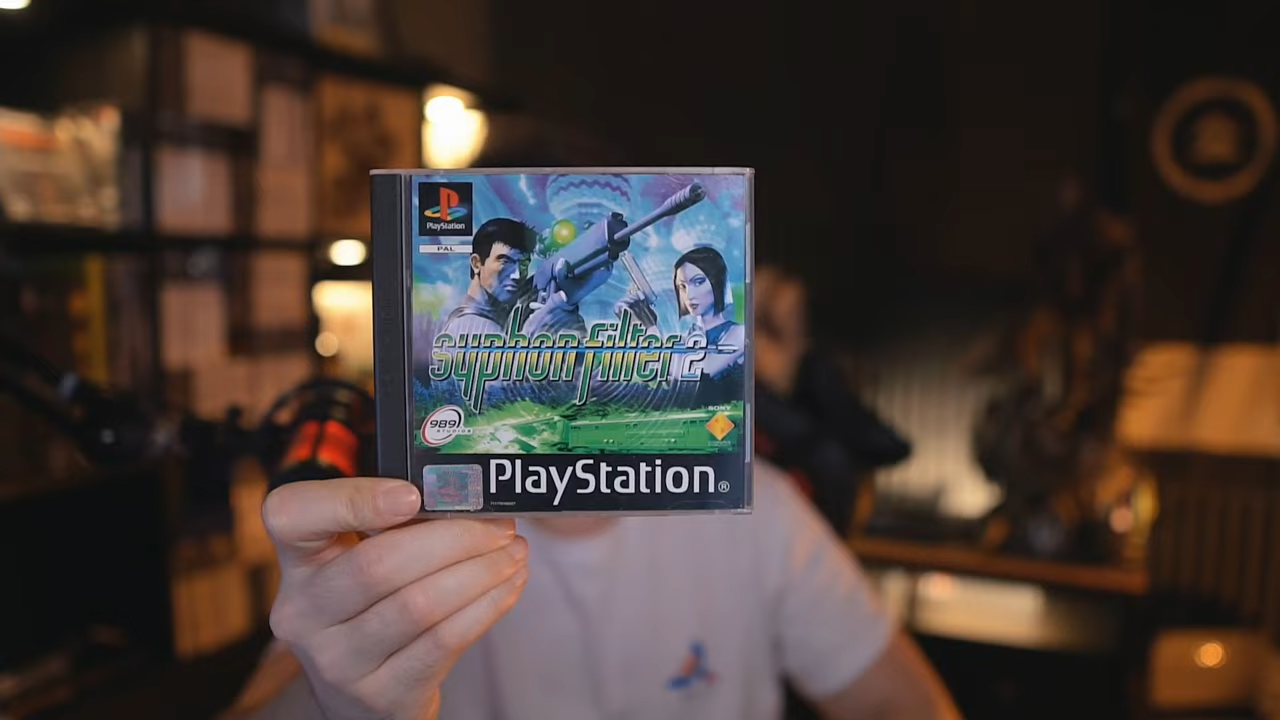 PlayStation
PAL
syphon filter 2
989
STUDIOS
SONY
PlayStation®